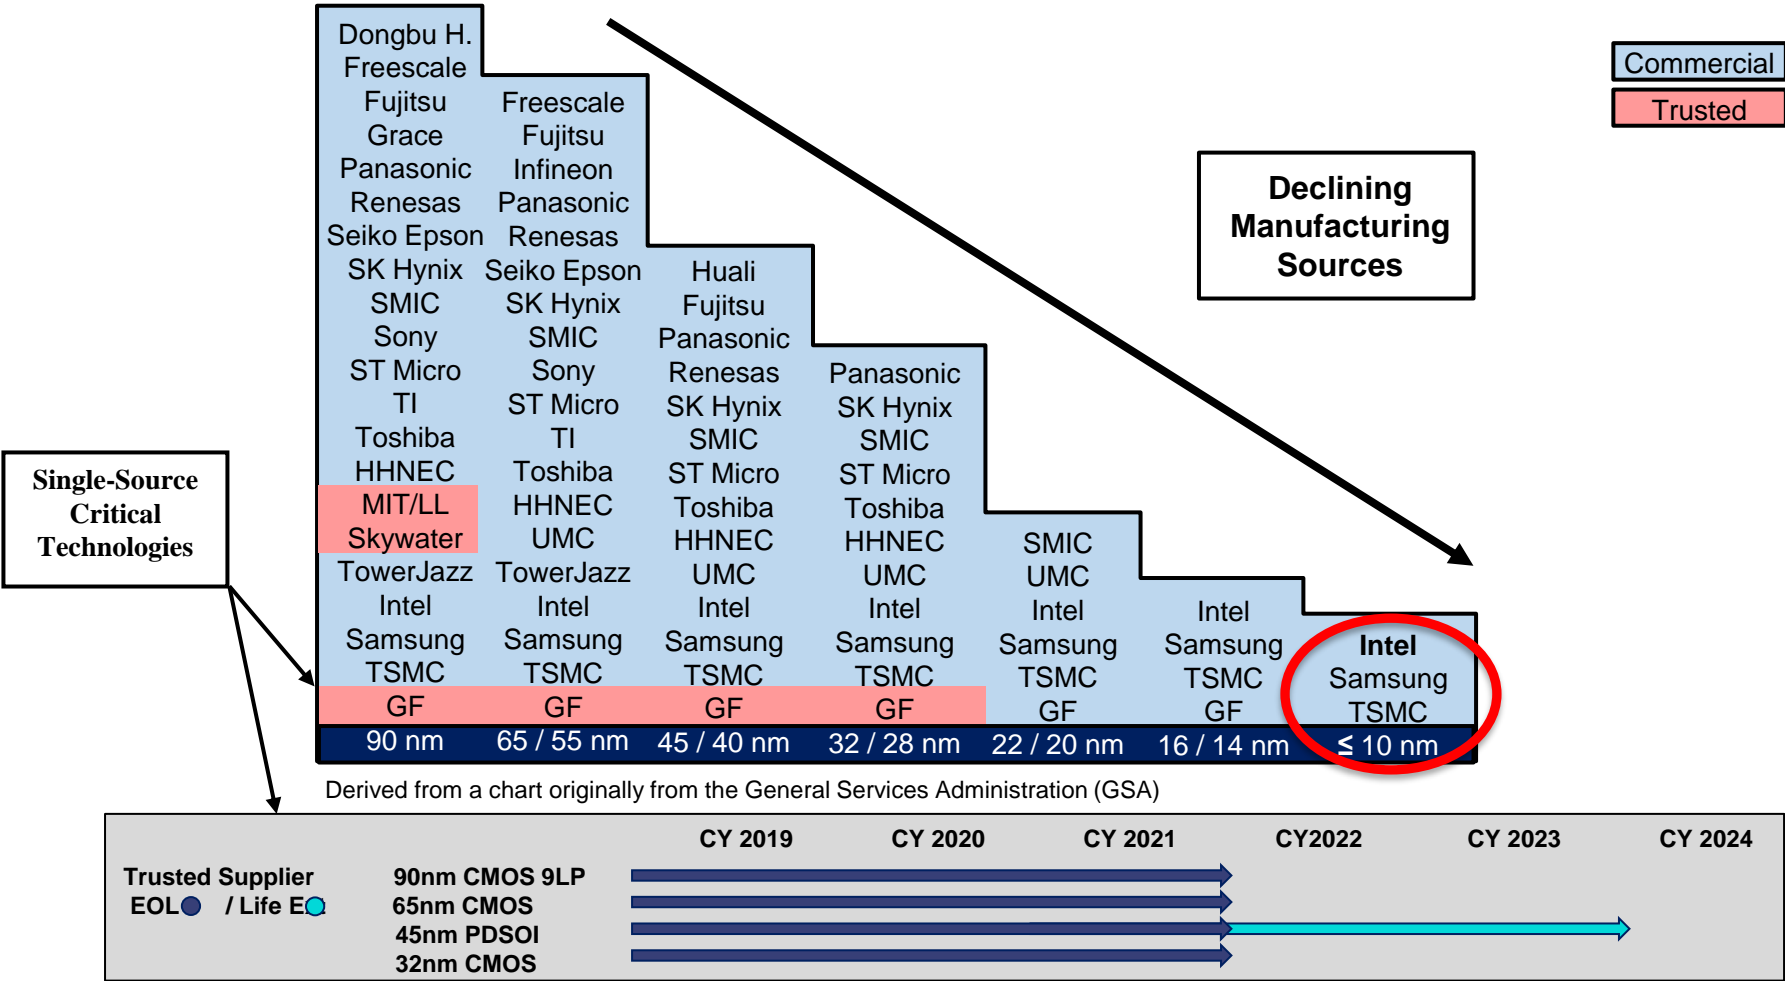 Dongbu H.
Freescale
Fujitsu
Grace
Panasonic
Renesas
Seiko Epson
SK Hynix
SMIC
Sony
ST Micro
TI
Toshiba
HHNEC
MIT/LL
Skywater
TowerJazz
Intel
Samsung
TSMC
GF
90 nm
Freescale
Fujitsu
Infineon
Panasonic
Renesas
Seiko Epson
SK Hynix
SMIC
Sony
ST Micro
TI
Toshiba
HHNEC
UMC
TowerJazz
Intel
Samsung
TSMC
GF
65 / 55 nm
Huali
Fujitsu
Panasonic
Renesas
SK Hynix
SMIC
ST Micro
Toshiba
HHNEC
UMC
Intel
Samsung
TSMC
GF
45 / 40 nm
Panasonic
SK Hynix
SMIC
ST Micro
Toshiba
HHNEC
UMC
Intel
Samsung
TSMC
GF
32 / 28 nm
SMIC
UMC
Intel
Samsung
TSMC
GF
22 / 20 nm
Intel
Samsung
TSMC
GF
16 / 14 nm
Intel
Samsung
TSMC
≤ 10 nm
Commercial
Trusted
Declining
Manufacturing
Sources
Single-Source
Critical
Technologies
Derived from a chart originally from the General Services Administration (GSA)
CY 2019 CY 2020 CY 2021 CY2022 CY 2023 CY 2024
Trusted Supplier 90nm CMOS 9LP
EOL / Life 65nm CMOS
45nm PDSOI
32nm CMOS